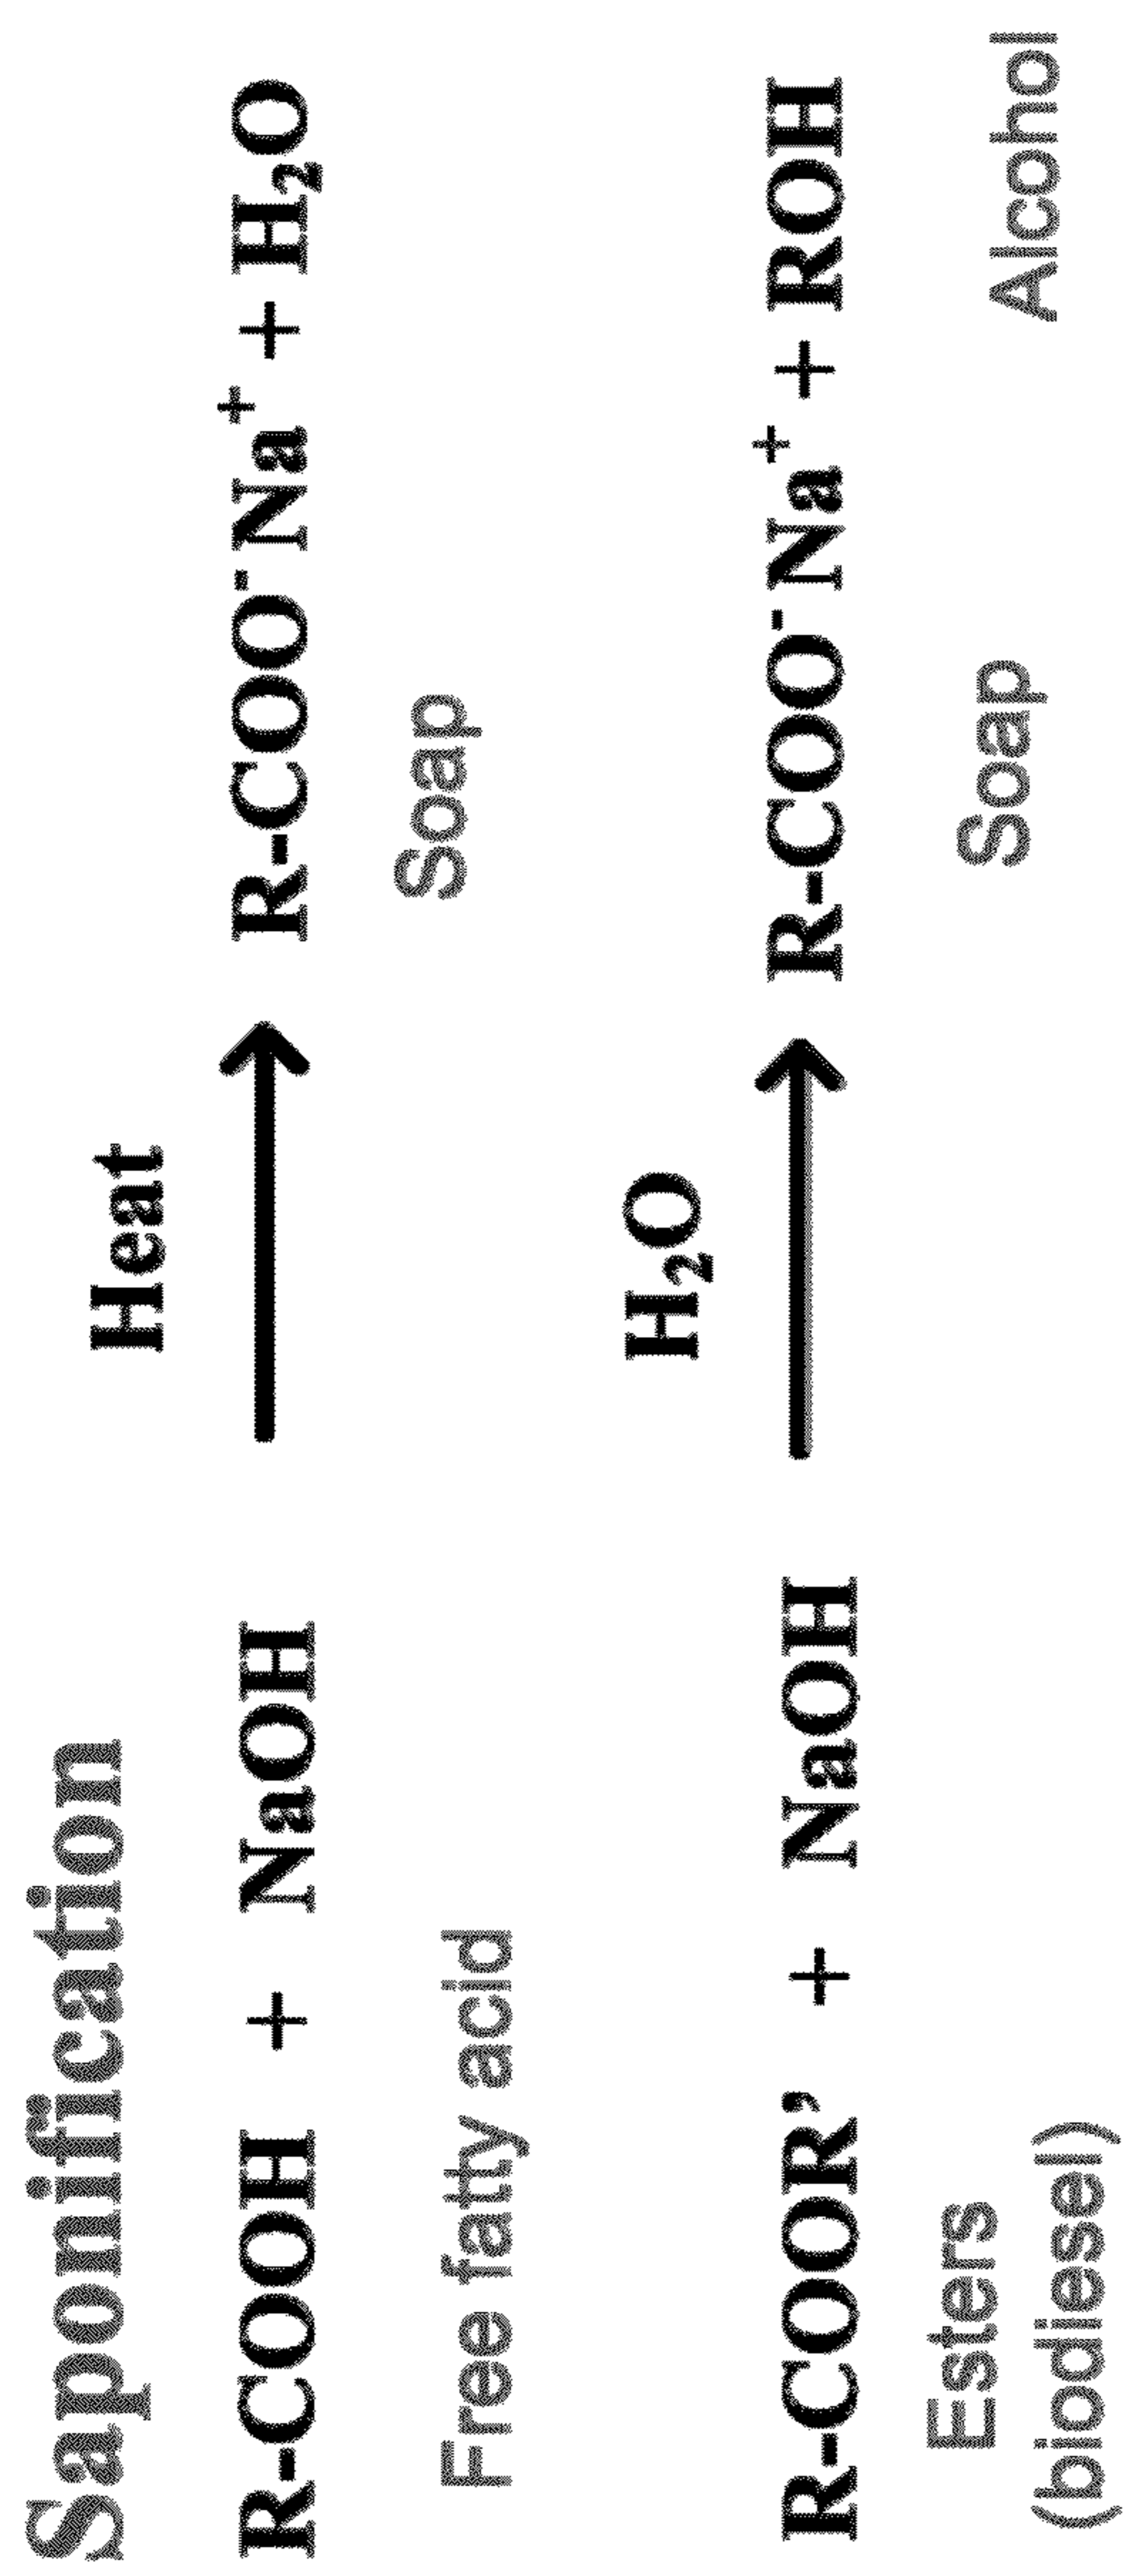 Saponification
Heat
R-COOH + NaOH → R-COO⁻Na⁺ + H₂O
Free fatty acid Soap
H₂O
R-COOR’ + NaOH → R-COO⁻Na⁺ + ROH
Esters Soap Alcohol
(biodiesel)